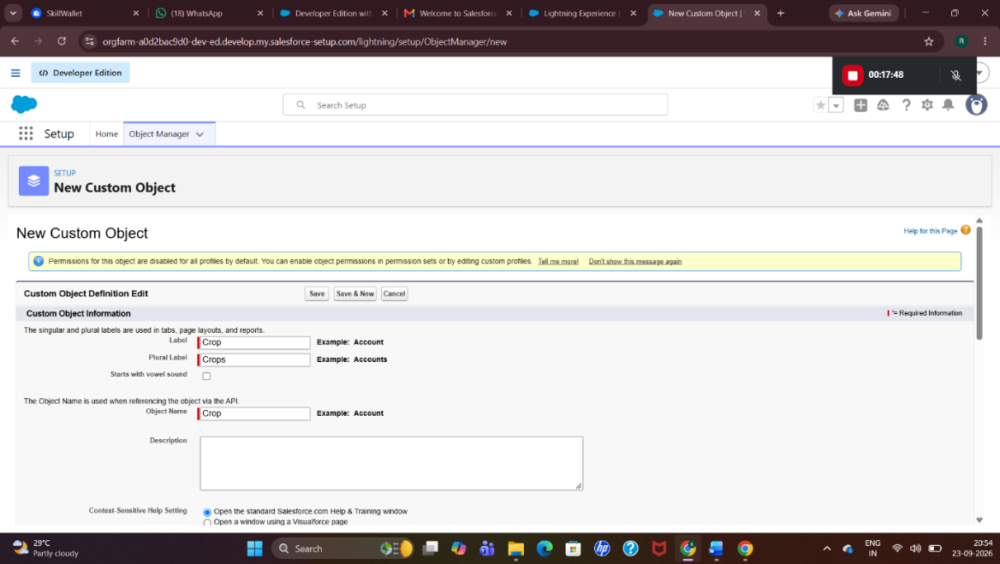 SkillWallet
(18) WhatsApp
Developer Edition with
Welcome to Salesforc
Lightning Experience |
New Custom Object | S
Ask Gemini
orgfarm-a0d2bac9d0-dev-ed.develop.my.salesforce-setup.com/lightning/setup/ObjectManager/new
R
Developer Edition
00:17:48
Search Setup
Setup
Home
Object Manager
SETUP
New Custom Object
New Custom Object
Help for this Page
Permissions for this object are disabled for all profiles by default. You can enable object permissions in permission sets or by editing custom profiles. Tell me more! Don't show this message again
Custom Object Definition Edit
Save
Save & New
Cancel
Custom Object Information
= Required Information
The singular and plural labels are used in tabs, page layouts, and reports.
Label Crop Example: Account
Plural Label Crops Example: Accounts
Starts with vowel sound
The Object Name is used when referencing the object via the API.
Object Name Crop Example: Account
Description
Context-Sensitive Help Setting Open the standard Salesforce.com Help & Training window
Open a window using a Visualforce page
29°C
Partly cloudy
Search
ENG
IN
20:54
23-09-2026